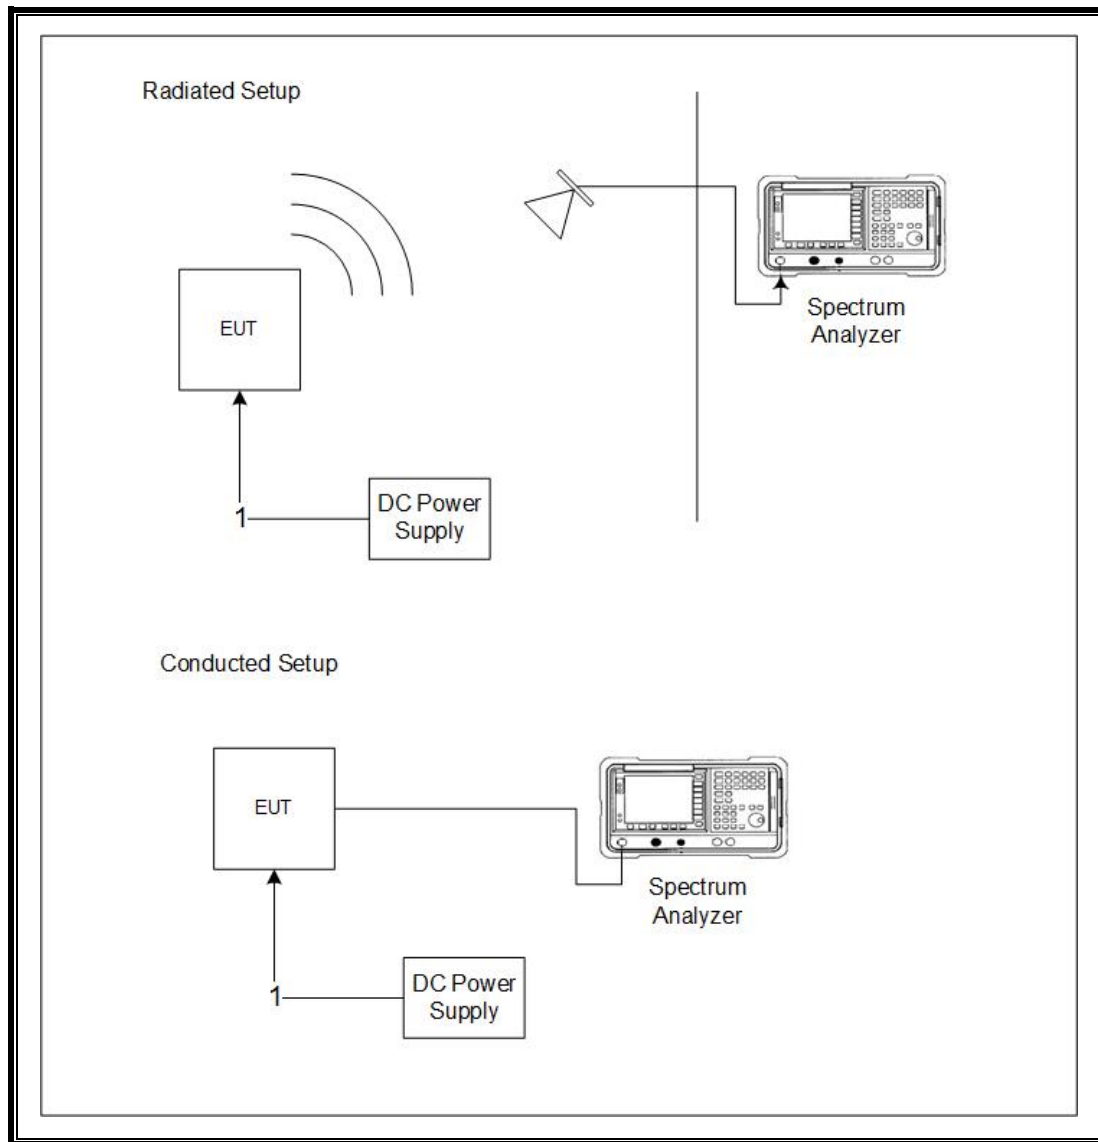 Radiated Setup
EUT
Spectrum
Analyzer
1
DC Power
Supply
Conducted Setup
EUT
Spectrum
Analyzer
1
DC Power
Supply